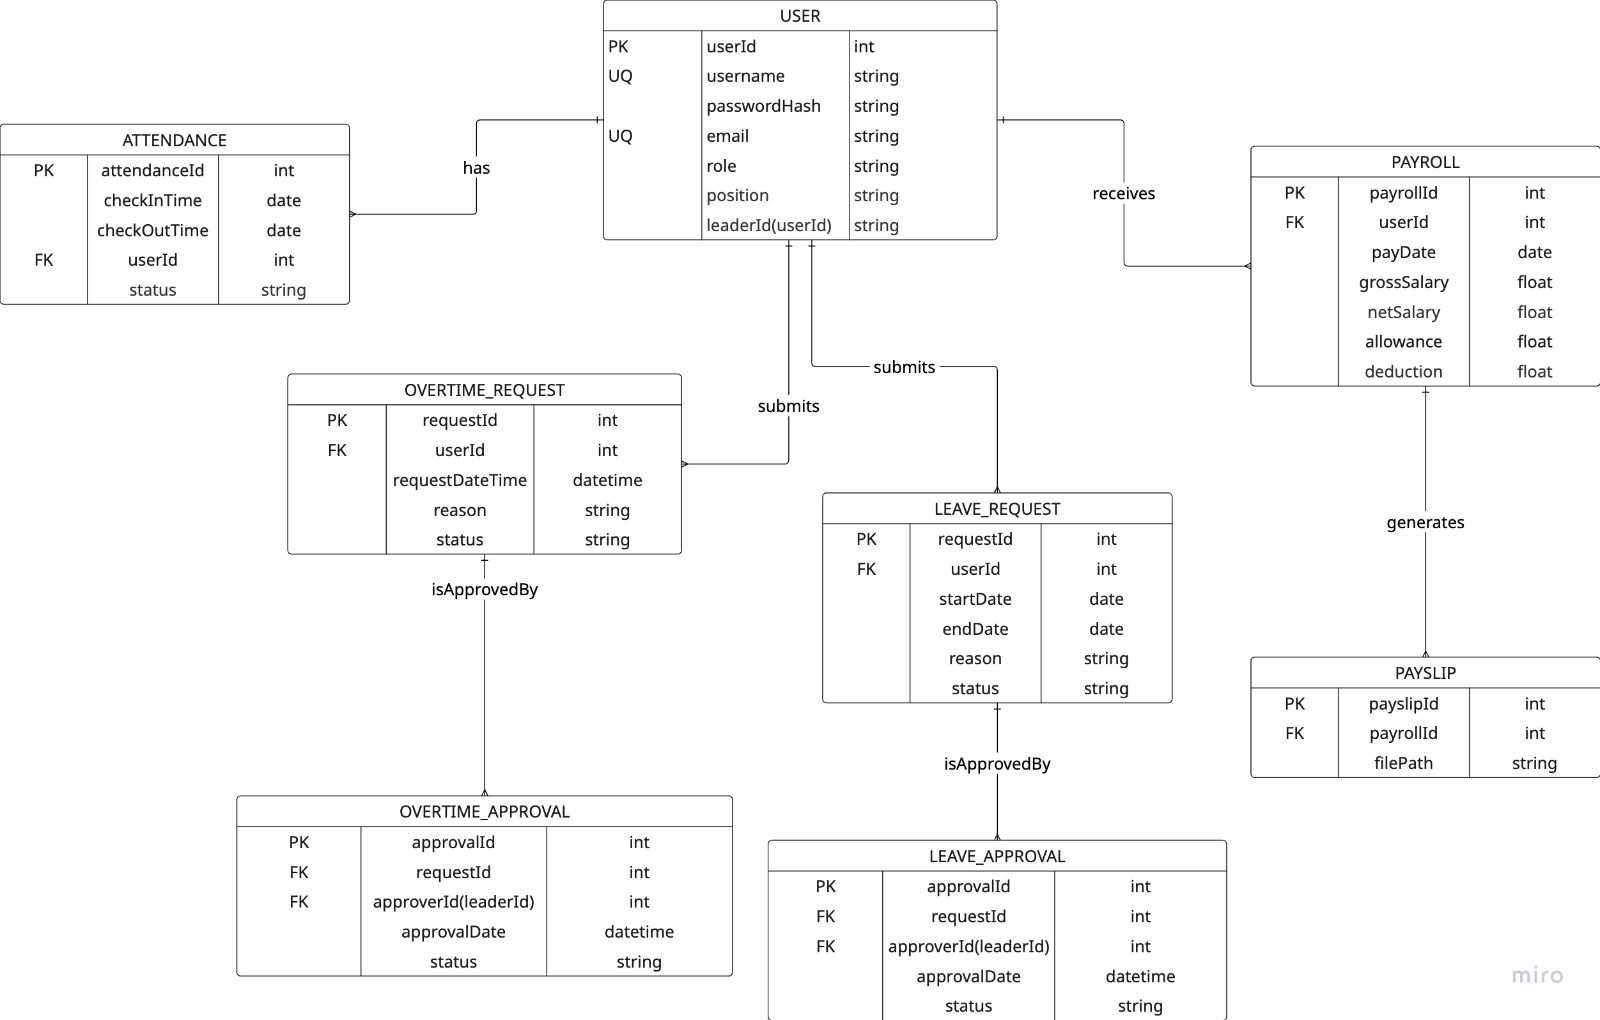 USER
PK userId int
UQ username string
passwordHash string
UQ email string
role string
position string
leaderId(userId) string
has
ATTENDANCE
PK attendanceId int
checkInTime date
checkOutTime date
FK userId int
status string
receives
PAYROLL
PK payrollId int
FK userId int
payDate date
grossSalary float
netSalary float
allowance float
deduction float
submits
submits
OVERTIME_REQUEST
PK requestId int
FK userId int
requestDateTime datetime
reason string
status string
isApprovedBy
LEAVE_REQUEST
PK requestId int
FK userId int
startDate date
endDate date
reason string
status string
isApprovedBy
generates
PAYSLIP
PK payslipId int
FK payrollId int
filePath string
OVERTIME_APPROVAL
PK approvalId int
FK requestId int
FK approverId(leaderId) int
approvalDate datetime
status string
LEAVE_APPROVAL
PK approvalId int
FK requestId int
FK approverId(leaderId) int
approvalDate datetime
status string
miro